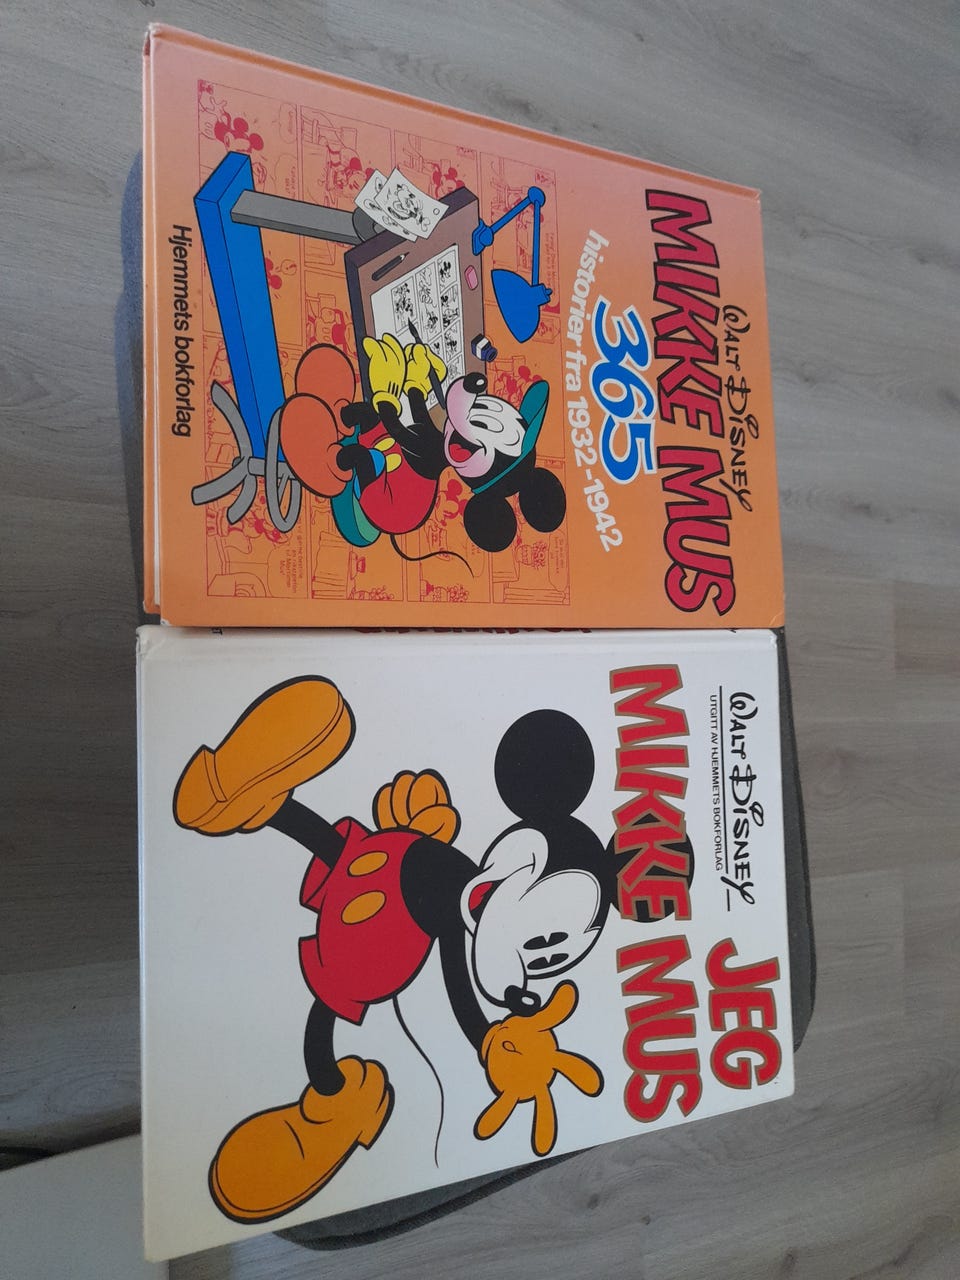 WALT DISNEY
MIKKE MUS
365
historier fra 1932-1942
Hjemmets bokforlag
WALT DISNEY
UTGITT AV HJEMMETS BOKFORLAG
JEG
MIKKE MUS